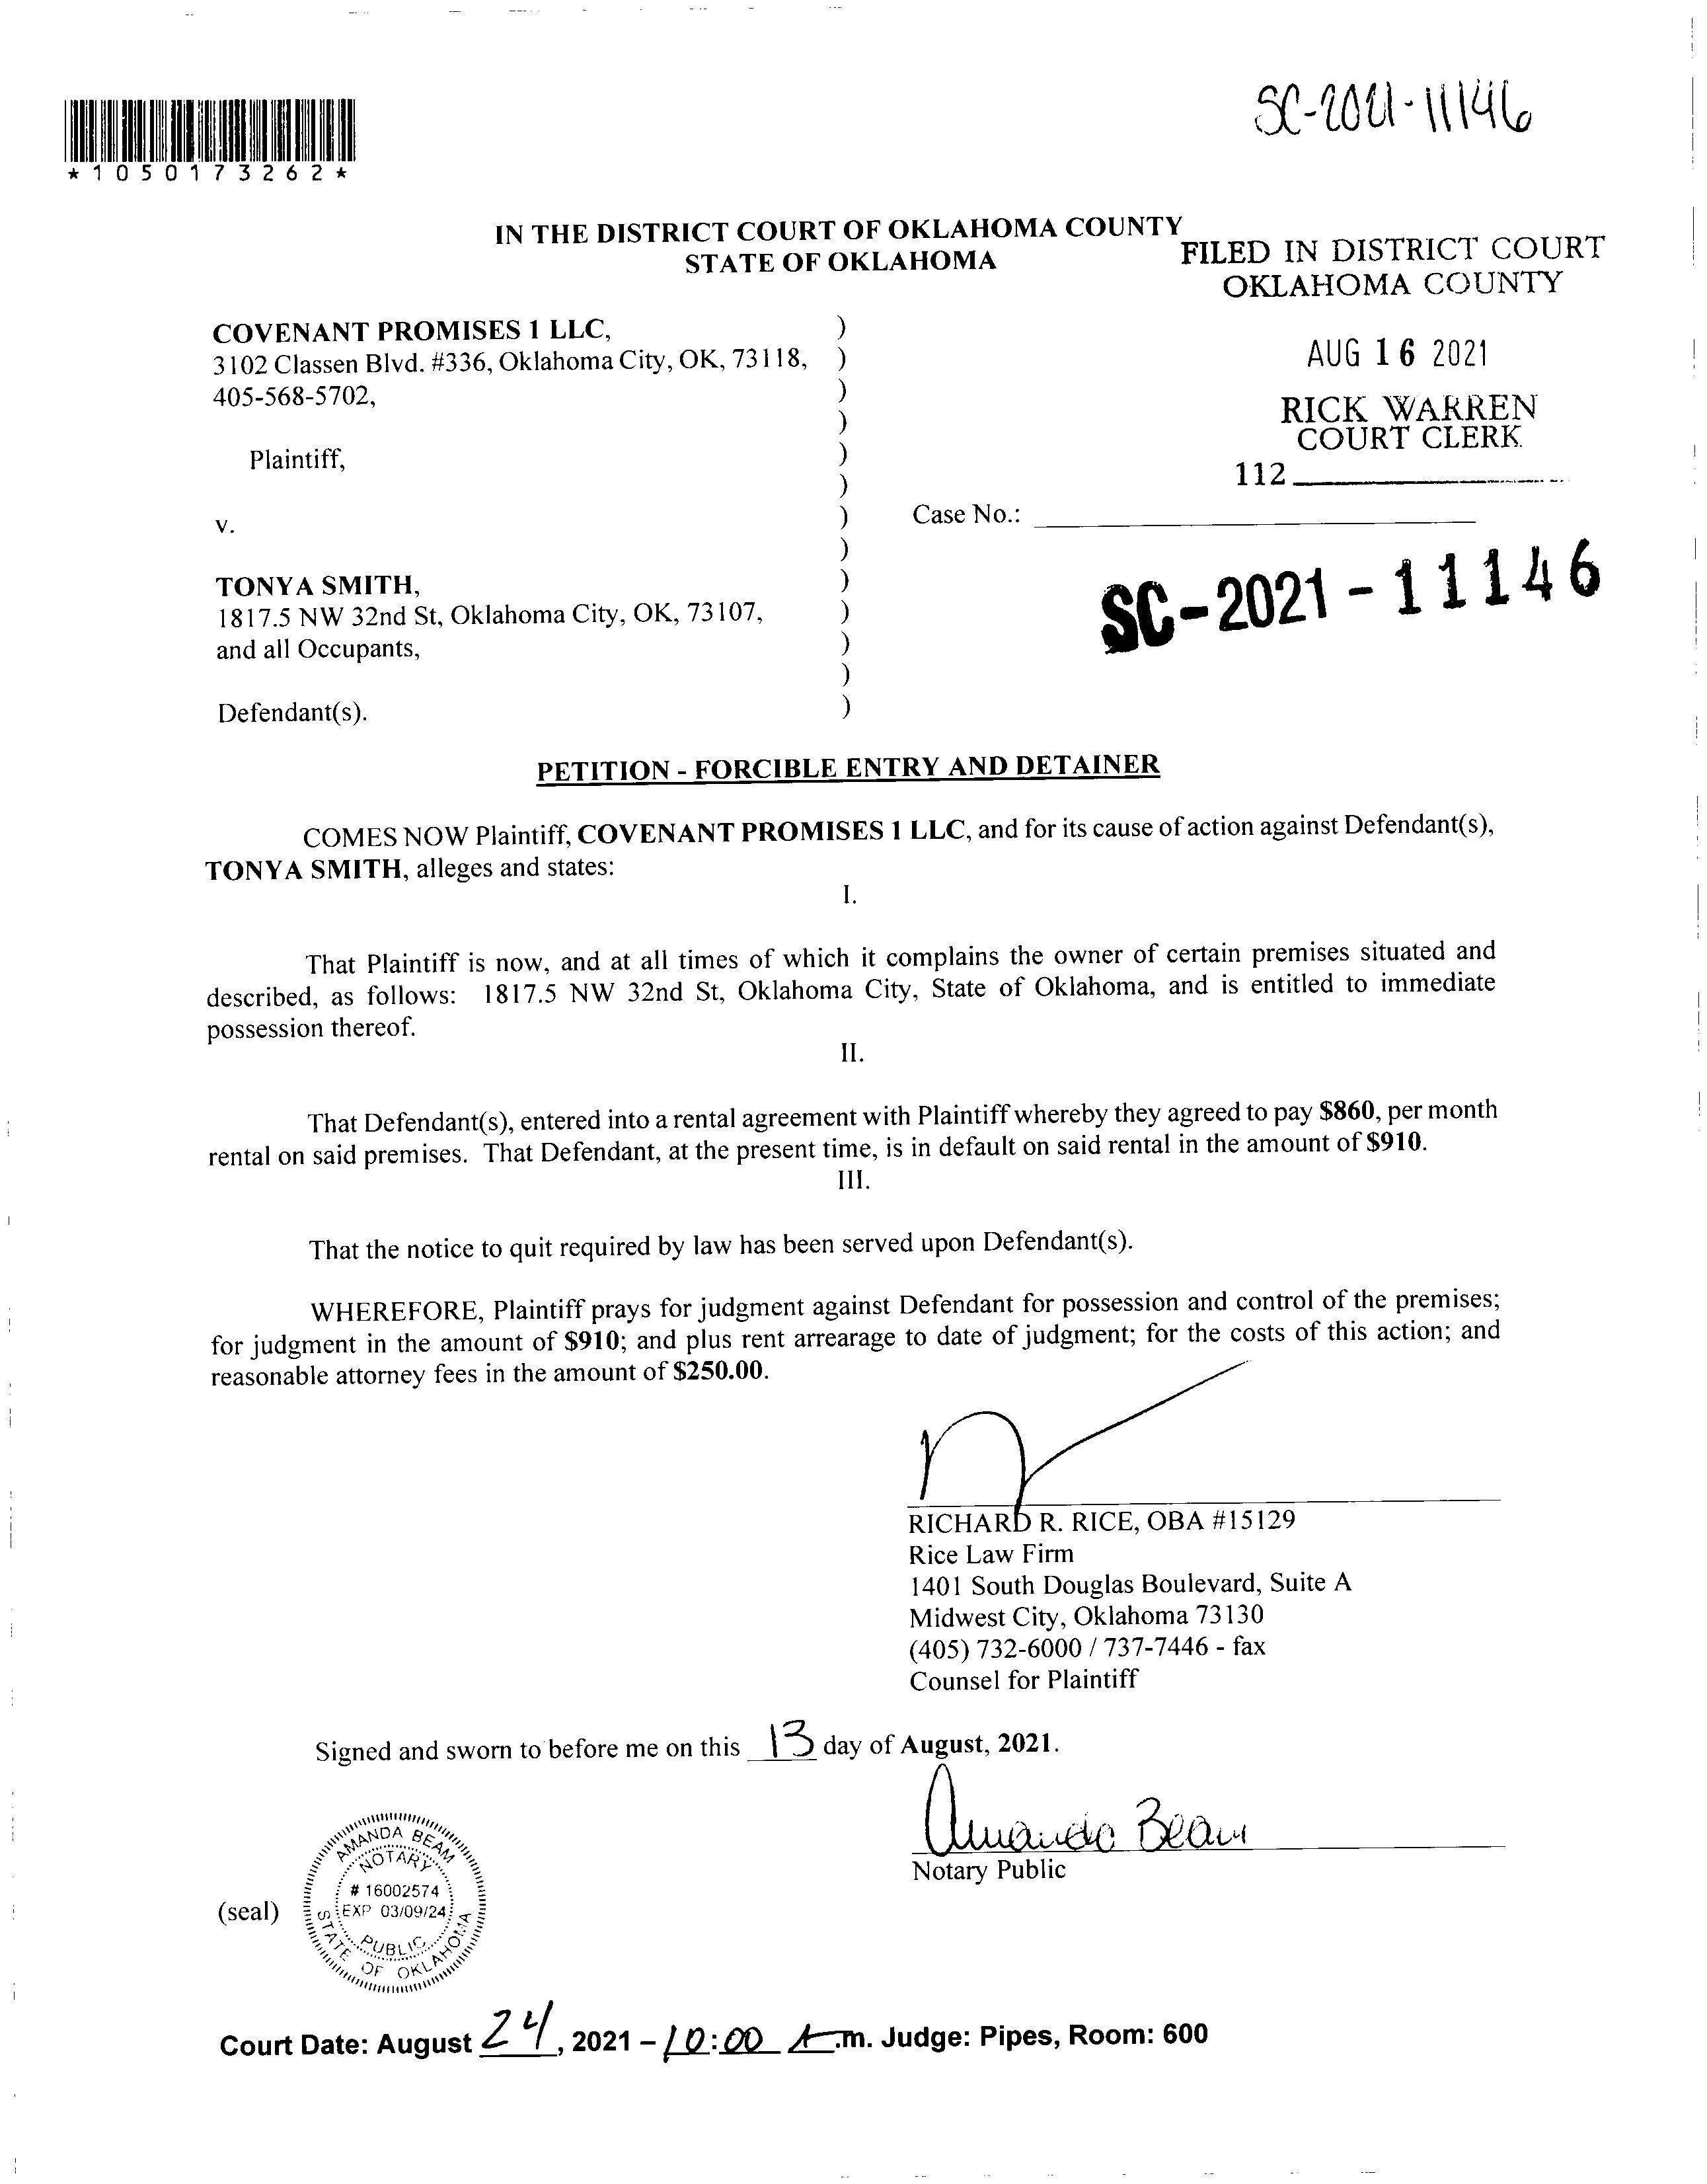 SC-2021-11146
*1050173262*
IN THE DISTRICT COURT OF OKLAHOMA COUNTY
STATE OF OKLAHOMA
FILED IN DISTRICT COURT
OKLAHOMA COUNTY
AUG 16 2021
RICK WARREN
COURT CLERK
112
COVENANT PROMISES 1 LLC, )
3102 Classen Blvd. #336, Oklahoma City, OK, 73118, )
405-568-5702, )
)
Plaintiff, )
)
v. ) Case No.:
)
TONYA SMITH, )
1817.5 NW 32nd St, Oklahoma City, OK, 73107, )
and all Occupants, )
)
Defendant(s). )
SC-2021-11146
PETITION - FORCIBLE ENTRY AND DETAINER
COMES NOW Plaintiff, COVENANT PROMISES 1 LLC, and for its cause of action against Defendant(s),
TONYA SMITH, alleges and states:
I.
That Plaintiff is now, and at all times of which it complains the owner of certain premises situated and
described, as follows: 1817.5 NW 32nd St, Oklahoma City, State of Oklahoma, and is entitled to immediate
possession thereof.
II.
That Defendant(s), entered into a rental agreement with Plaintiff whereby they agreed to pay $860, per month
rental on said premises. That Defendant, at the present time, is in default on said rental in the amount of $910.
III.
That the notice to quit required by law has been served upon Defendant(s).
WHEREFORE, Plaintiff prays for judgment against Defendant for possession and control of the premises;
for judgment in the amount of $910; and plus rent arrearage to date of judgment; for the costs of this action; and
reasonable attorney fees in the amount of $250.00.
RICHARD R. RICE, OBA #15129
Rice Law Firm
1401 South Douglas Boulevard, Suite A
Midwest City, Oklahoma 73130
(405) 732-6000 / 737-7446 - fax
Counsel for Plaintiff
Signed and sworn to before me on this 13 day of August, 2021.
Amanda Beam
Notary Public
(seal)
AMANDA BEAM
NOTARY
# 16002574
EXP 03/09/24
PUBLIC
STATE OF OKLAHOMA
Court Date: August 24, 2021 – 10:00 A.m. Judge: Pipes, Room: 600